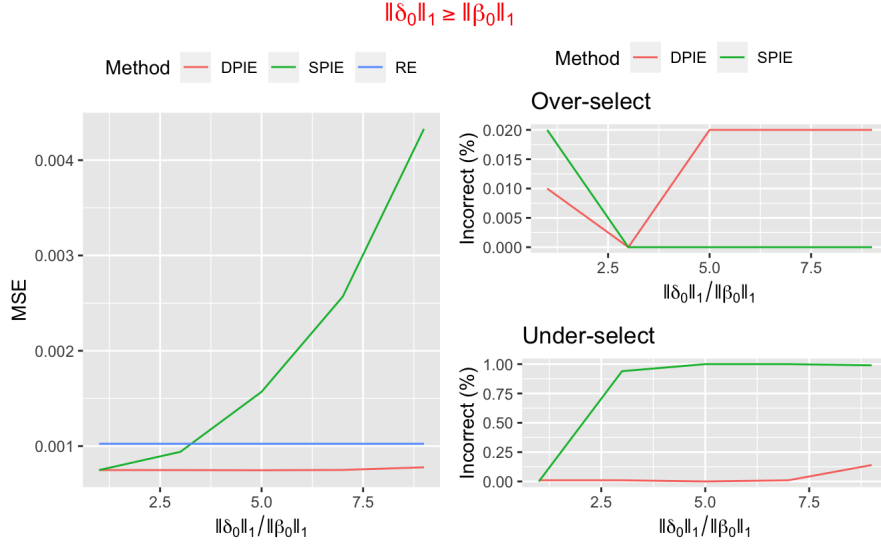 ‖δ₀‖₁ ≥ ‖β₀‖₁
Method DPIE SPIE RE
MSE
0.004
0.003
0.002
0.001
2.5 5.0 7.5
‖δ₀‖₁/‖β₀‖₁
Method DPIE SPIE
Over-select
Incorrect (%)
0.020
0.015
0.010
0.005
0.000
2.5 5.0 7.5
‖δ₀‖₁/‖β₀‖₁
Under-select
Incorrect (%)
1.00
0.75
0.50
0.25
0.00
2.5 5.0 7.5
‖δ₀‖₁/‖β₀‖₁